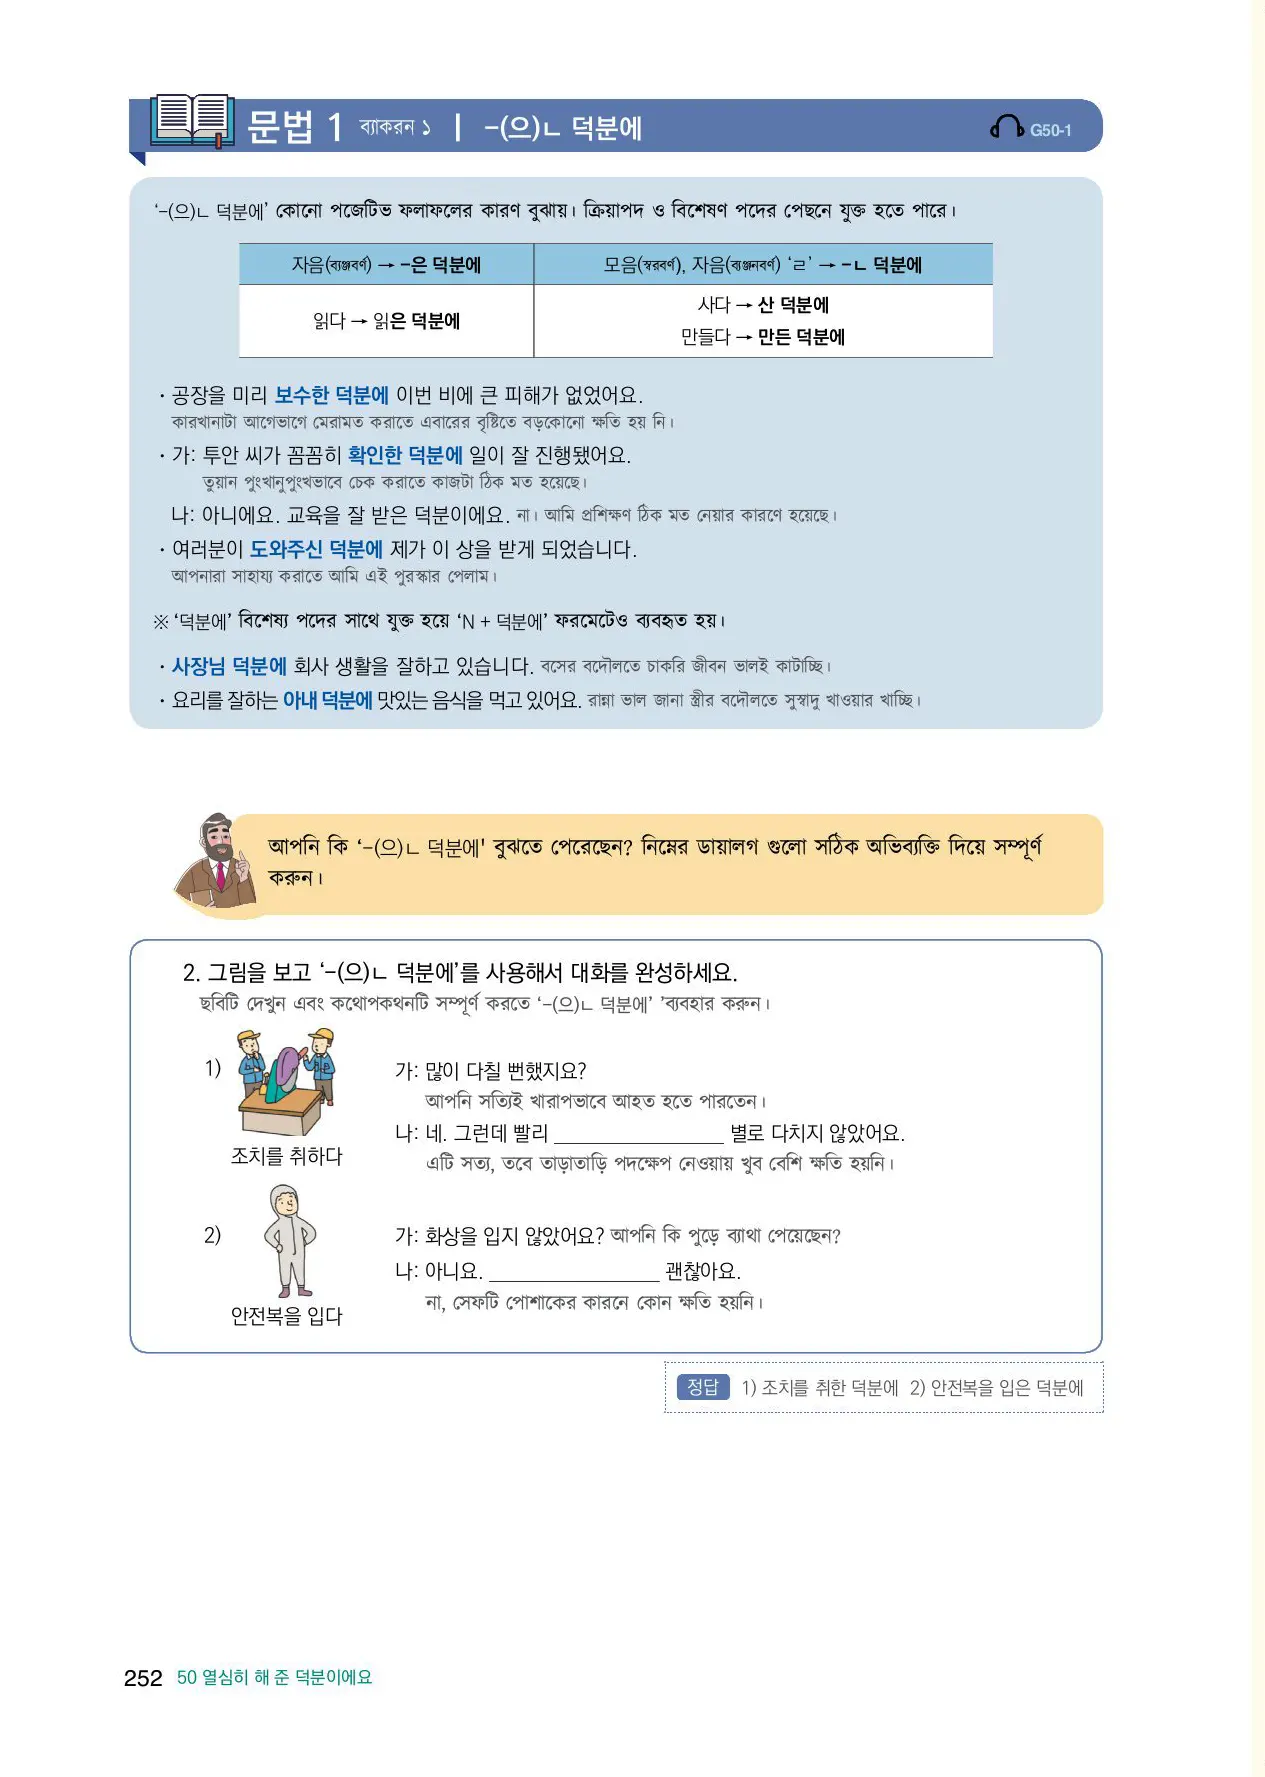 문법 1 ব্যাকরন ১ | -(으)ㄴ 덕분에 G50-1
‘-(으)ㄴ 덕분에’ কোনো পজেটিভ ফলাফলের কারণ বুঝায়। ক্রিয়াপদ ও বিশেষণ পদের পেছনে যুক্ত হতে পারে।
자음(ব্যঞ্জবর্ণ) → -은 덕분에 모음(স্বরবর্ণ), 자음(ব্যঞ্জনবর্ণ) ‘ㄹ’ → -ㄴ 덕분에
읽다 → 읽은 덕분에
사다 → 산 덕분에
만들다 → 만든 덕분에
· 공장을 미리 보수한 덕분에 이번 비에 큰 피해가 없었어요.
কারখানাটা আগেভাগে মেরামত করাতে এবারের বৃষ্টিতে বড়কোনো ক্ষতি হয় নি।
· 가: 투안 씨가 꼼꼼히 확인한 덕분에 일이 잘 진행됐어요.
তুয়ান পুংখানুপুংখভাবে চেক করাতে কাজটা ঠিক মত হয়েছে।
나: 아니에요. 교육을 잘 받은 덕분이에요. না। আমি প্রশিক্ষণ ঠিক মত নেয়ার কারণে হয়েছে।
· 여러분이 도와주신 덕분에 제가 이 상을 받게 되었습니다.
আপনারা সাহায্য করাতে আমি এই পুরস্কার পেলাম।
※ ‘덕분에’ বিশেষ্য পদের সাথে যুক্ত হয়ে ‘N + 덕분에’ ফরমেটেও ব্যবহৃত হয়।
· 사장님 덕분에 회사 생활을 잘하고 있습니다. বসের বদৌলতে চাকরি জীবন ভালই কাটাচ্ছি।
· 요리를 잘하는 아내 덕분에 맛있는 음식을 먹고 있어요. রান্না ভাল জানা স্ত্রীর বদৌলতে সুস্বাদু খাওয়ার খাচ্ছি।
আপনি কি ‘-(으)ㄴ 덕분에' বুঝতে পেরেছেন? নিম্নের ডায়ালগ গুলো সঠিক অভিব্যক্তি দিয়ে সম্পূর্ণ
করুন।
2. 그림을 보고 ‘-(으)ㄴ 덕분에’를 사용해서 대화를 완성하세요.
ছবিটি দেখুন এবং কথোপকথনটি সম্পূর্ণ করতে ‘-(으)ㄴ 덕분에’ ’ব্যবহার করুন।
1)
조치를 취하다
가: 많이 다칠 뻔했지요?
আপনি সত্যিই খারাপভাবে আহত হতে পারতেন।
나: 네. 그런데 빨리 ________________ 별로 다치지 않았어요.
এটি সত্য, তবে তাড়াতাড়ি পদক্ষেপ নেওয়ায় খুব বেশি ক্ষতি হয়নি।
2)
안전복을 입다
가: 화상을 입지 않았어요? আপনি কি পুড়ে ব্যাথা পেয়েছেন?
나: 아니요. ________________ 괜찮아요.
না, সেফটি পোশাকের কারনে কোন ক্ষতি হয়নি।
정답 1) 조치를 취한 덕분에 2) 안전복을 입은 덕분에
252 50 열심히 해 준 덕분이에요